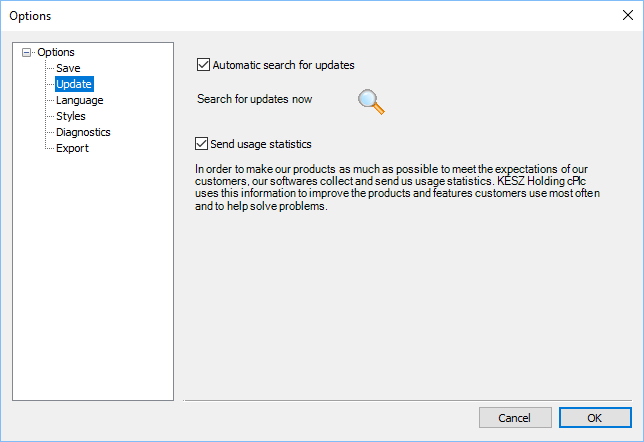 Options
Options
Save
Update
Language
Styles
Diagnostics
Export
Automatic search for updates
Search for updates now
Send usage statistics
In order to make our products as much as possible to meet the expectations of our
customers, our softwares collect and send us usage statistics. KÉSZ Holding cPlc
uses this information to improve the products and features customers use most often
and to help solve problems.
Cancel
OK